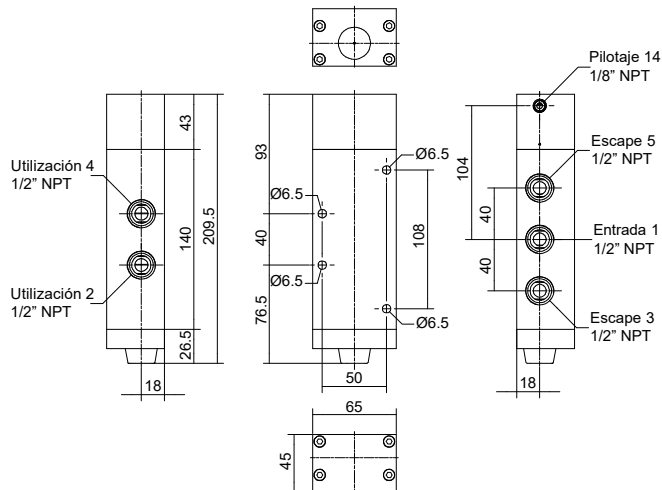 Pilotaje 14
1/8” NPT
43
93
Ø6.5
104
Escape 5
1/2” NPT
Utilización 4
1/2” NPT
Ø6.5
140
209.5
40
108
40
Entrada 1
1/2” NPT
40
Utilización 2
1/2” NPT
Ø6.5
76.5
Ø6.5
Escape 3
1/2” NPT
26.5
18
50
18
65
45